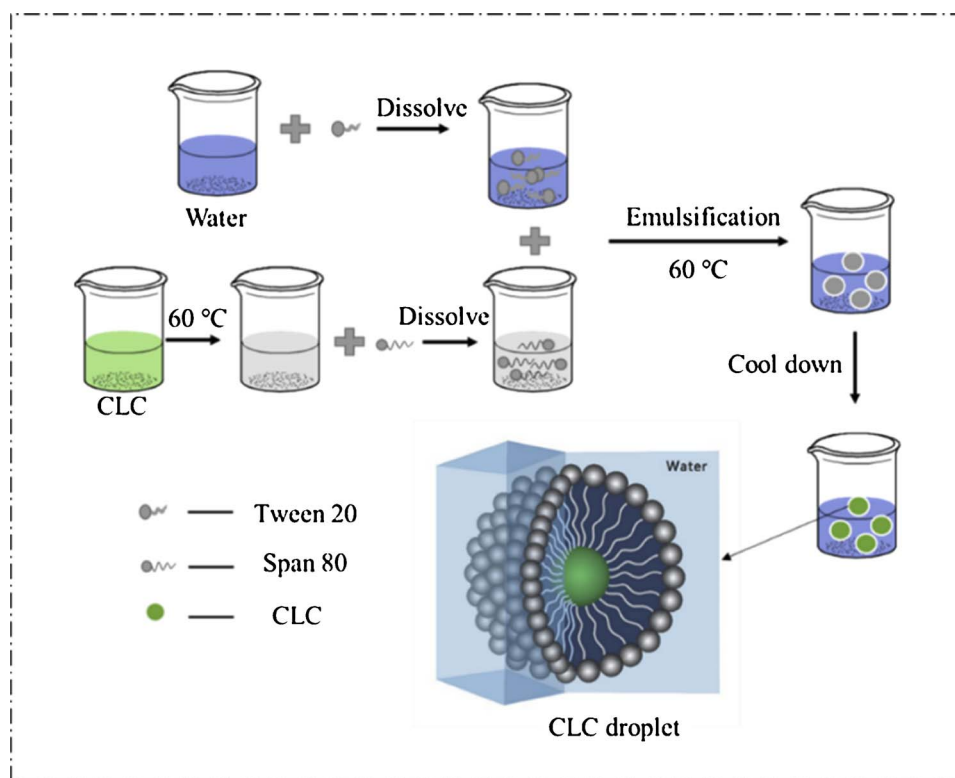 Dissolve
Water
Emulsification
60 °C
60 °C
Dissolve
CLC
Cool down
Water
Tween 20
Span 80
CLC
CLC droplet